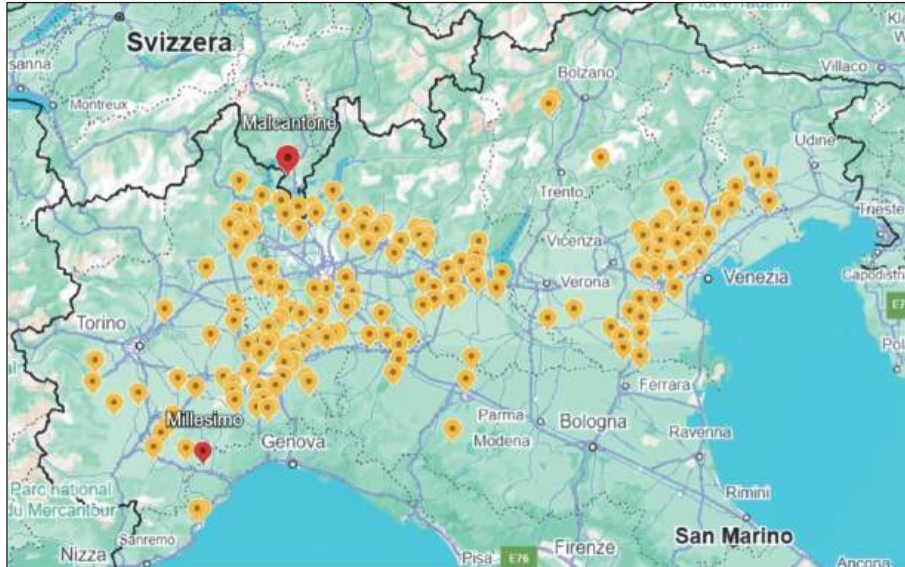 Svizzera
Bolzano
Villaco
Montreux
Malcantone
Udine
Trento
Trieste
Vicenza
Capodistria
Verona
Venezia
Torino
Ferrara
Parma
Bologna
Millesimo
Modena
Genova
Ravenna
Parc national
du Mercantour
Rimini
Sanremo
San Marino
Nizza
Pisa
E76
Firenze
Ancona